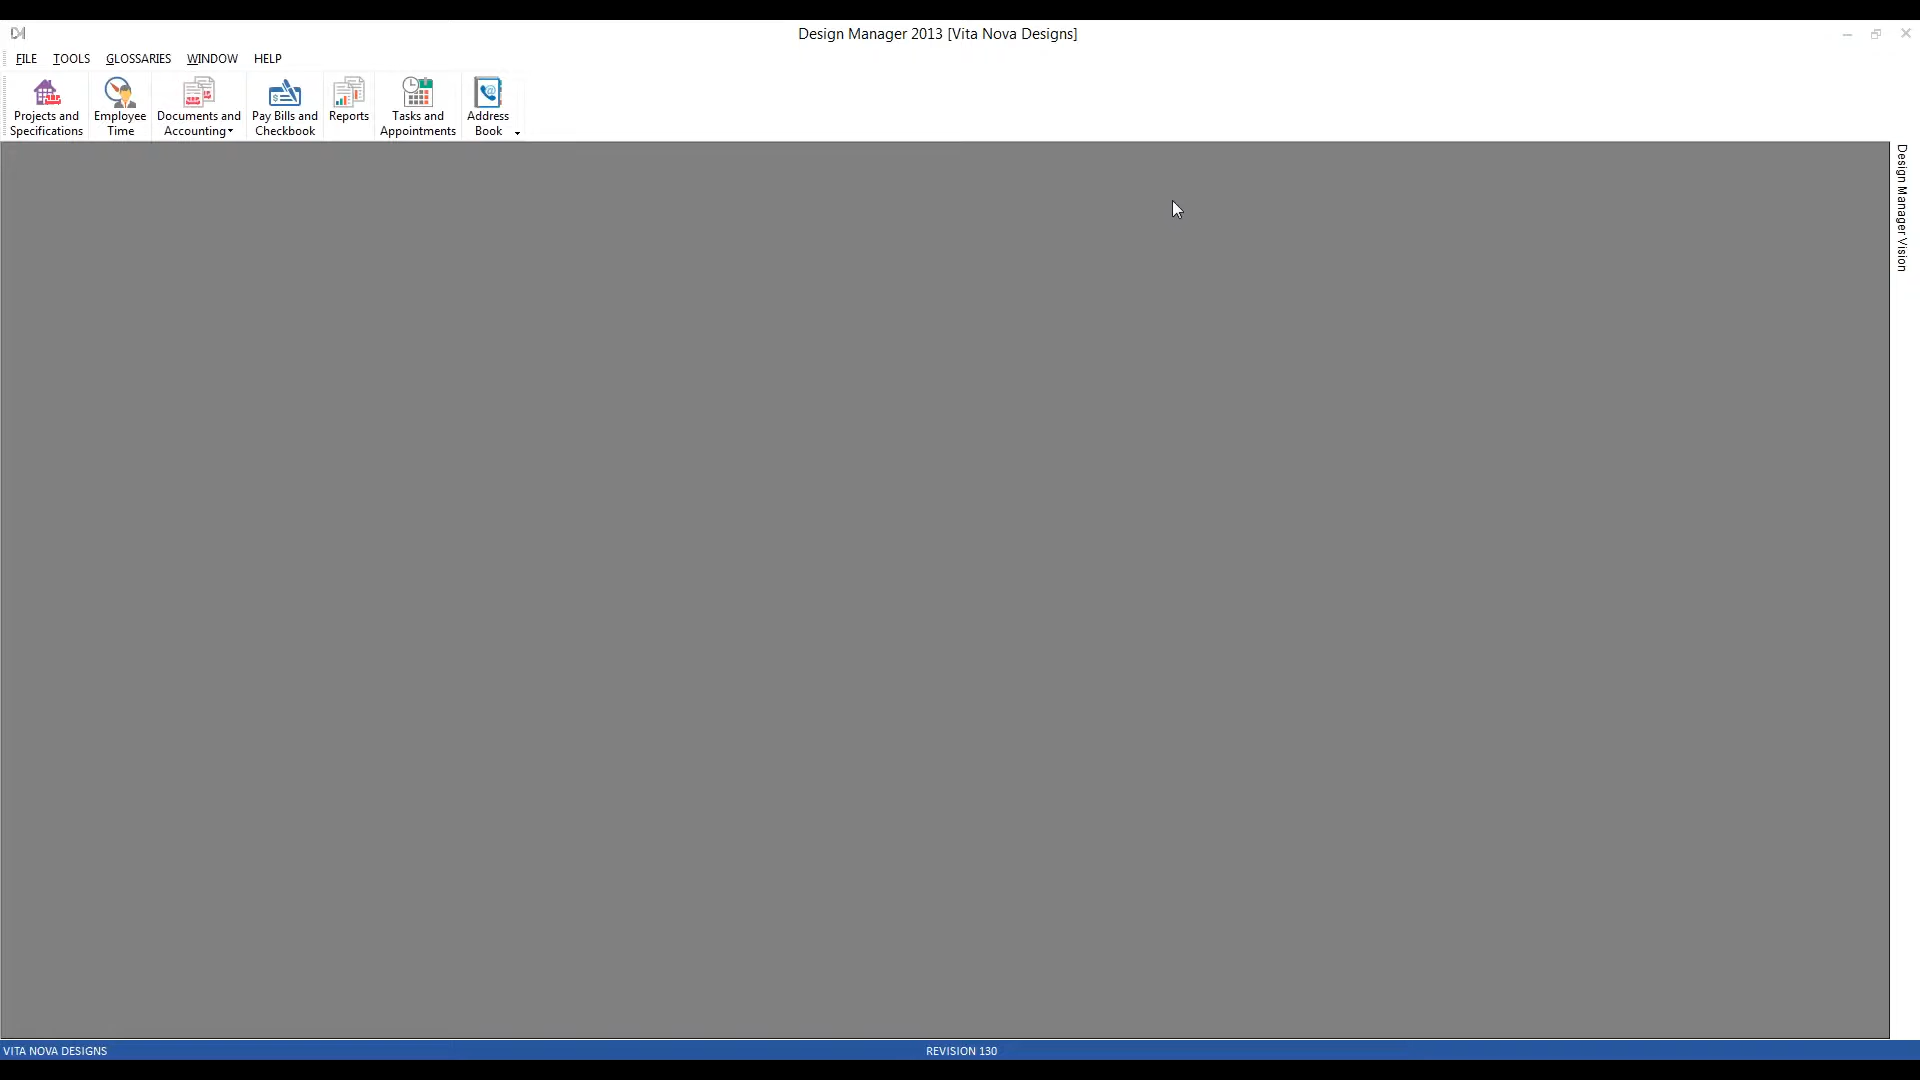 Design Manager 2013 [Vita Nova Designs]
FILE TOOLS GLOSSARIES WINDOW HELP
Projects and Specifications
Employee Time
Documents and Accounting
Pay Bills and Checkbook
Reports
Tasks and Appointments
Address Book
Design Manager Vision
VITA NOVA DESIGNS
REVISION 130